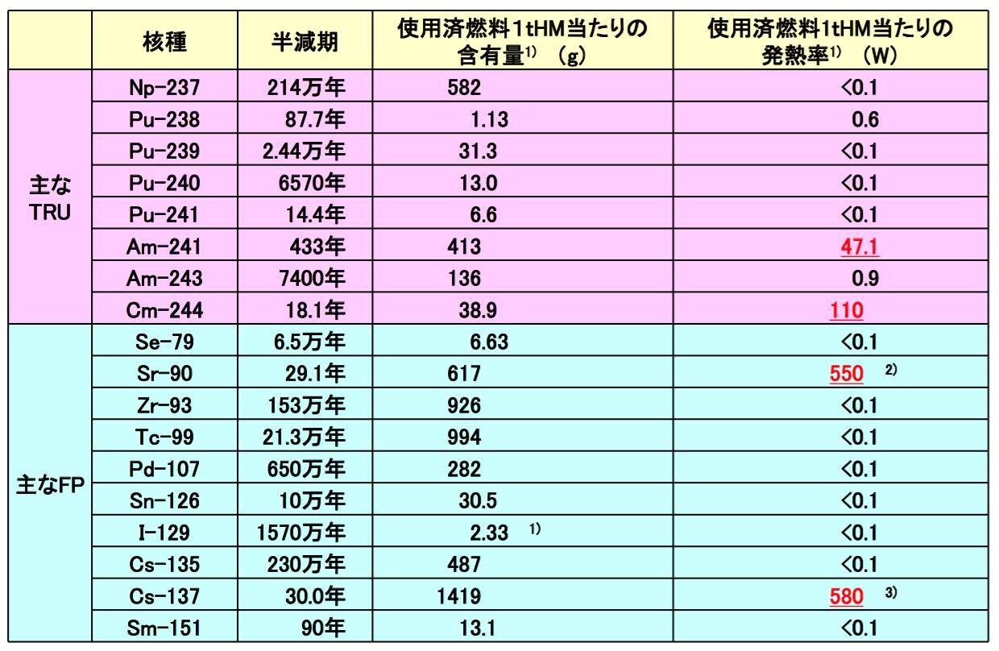 核種 半減期 使用済燃料1tHM当たりの含有量1) (g) 使用済燃料1tHM当たりの発熱率1) (W)
主なTRU
Np-237 214万年 582 <0.1
Pu-238 87.7年 1.13 0.6
Pu-239 2.44万年 31.3 <0.1
Pu-240 6570年 13.0 <0.1
Pu-241 14.4年 6.6 <0.1
Am-241 433年 413 47.1
Am-243 7400年 136 0.9
Cm-244 18.1年 38.9 110
主なFP
Se-79 6.5万年 6.63 <0.1
Sr-90 29.1年 617 550 2)
Zr-93 153万年 926 <0.1
Tc-99 21.3万年 994 <0.1
Pd-107 650万年 282 <0.1
Sn-126 10万年 30.5 <0.1
I-129 1570万年 2.33 1) <0.1
Cs-135 230万年 487 <0.1
Cs-137 30.0年 1419 580 3)
Sm-151 90年 13.1 <0.1